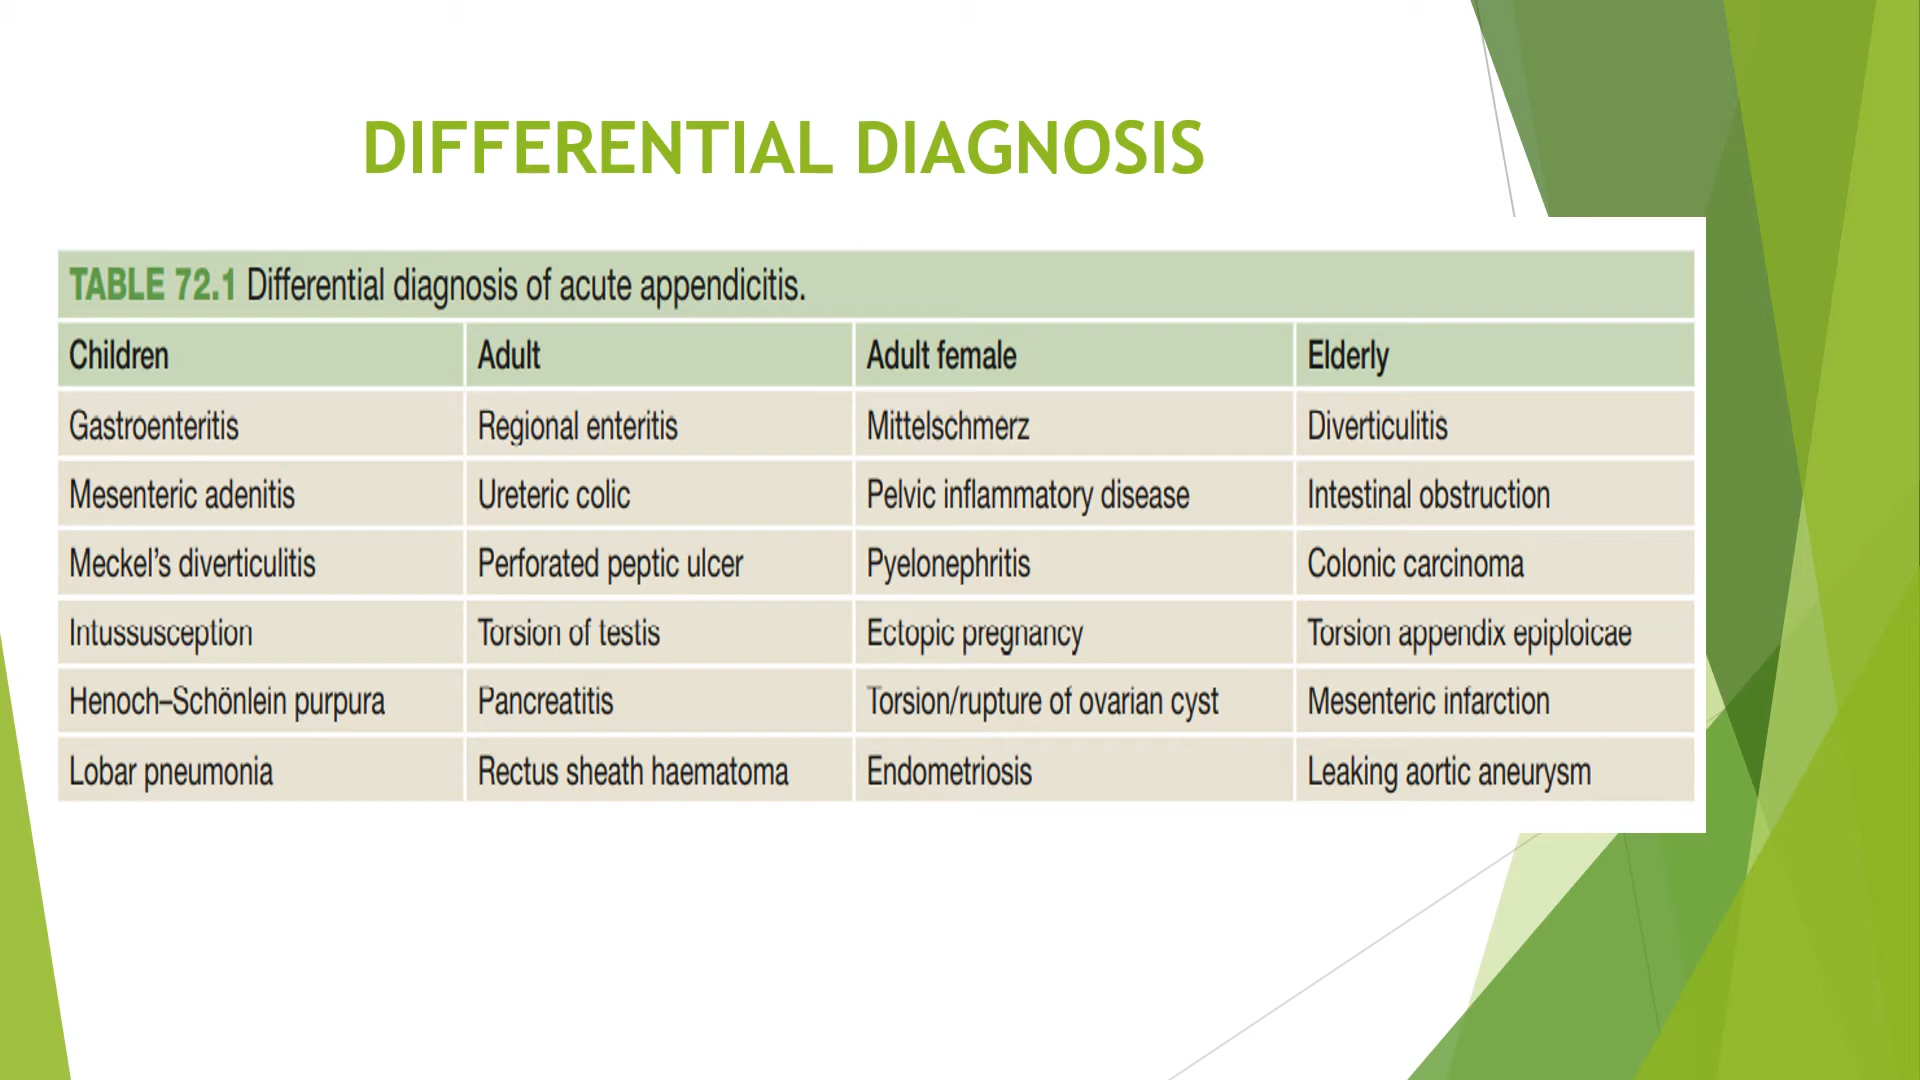 DIFFERENTIAL DIAGNOSIS
TABLE 72.1 Differential diagnosis of acute appendicitis.
Children Adult Adult female Elderly
Gastroenteritis Regional enteritis Mittelschmerz Diverticulitis
Mesenteric adenitis Ureteric colic Pelvic inflammatory disease Intestinal obstruction
Meckel’s diverticulitis Perforated peptic ulcer Pyelonephritis Colonic carcinoma
Intussusception Torsion of testis Ectopic pregnancy Torsion appendix epiploicae
Henoch–Schönlein purpura Pancreatitis Torsion/rupture of ovarian cyst Mesenteric infarction
Lobar pneumonia Rectus sheath haematoma Endometriosis Leaking aortic aneurysm